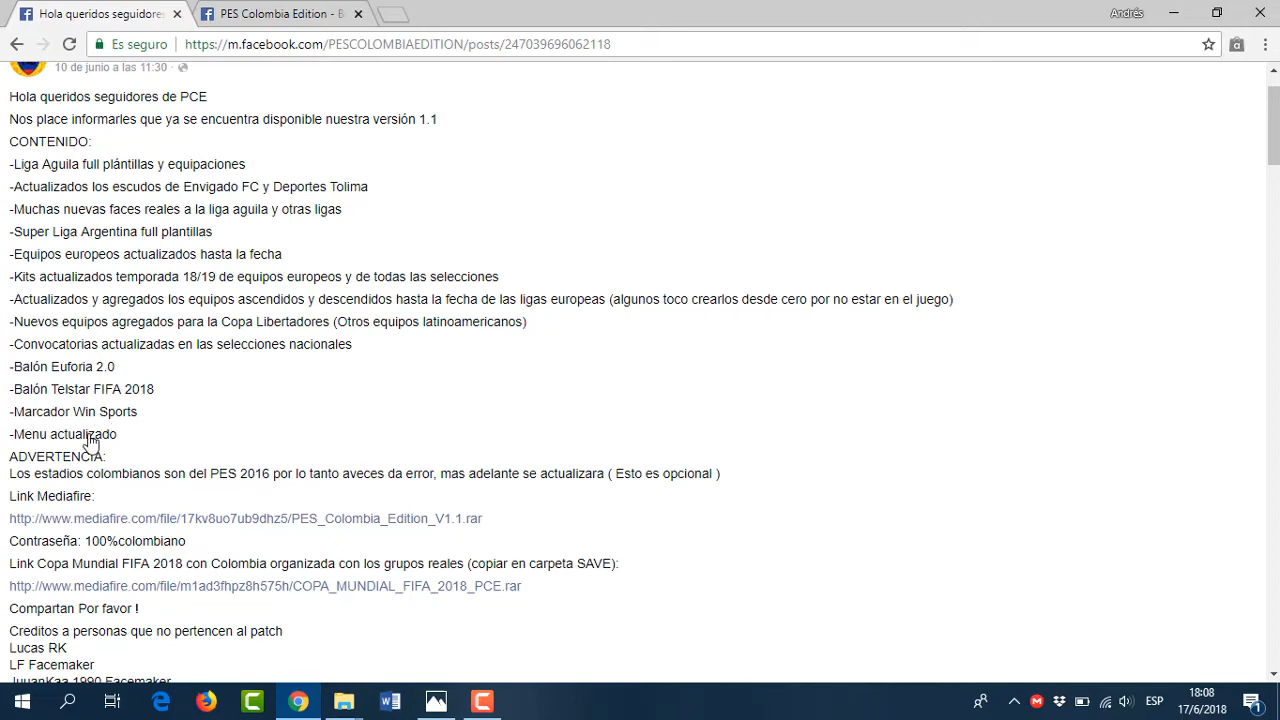 Hola queridos seguidores
PES Colombia Edition - B
Andrés
Es seguro
https://m.facebook.com/PESCOLOMBIAEDITION/posts/247039696062118
10 de junio a las 11:30 ·
Hola queridos seguidores de PCE
Nos place informarles que ya se encuentra disponible nuestra versión 1.1
CONTENIDO:
-Liga Aguila full plántillas y equipaciones
-Actualizados los escudos de Envigado FC y Deportes Tolima
-Muchas nuevas faces reales a la liga aguila y otras ligas
-Super Liga Argentina full plantillas
-Equipos europeos actualizados hasta la fecha
-Kits actualizados temporada 18/19 de equipos europeos y de todas las selecciones
-Actualizados y agregados los equipos ascendidos y descendidos hasta la fecha de las ligas europeas (algunos toco crearlos desde cero por no estar en el juego)
-Nuevos equipos agregados para la Copa Libertadores (Otros equipos latinoamericanos)
-Convocatorias actualizadas en las selecciones nacionales
-Balón Euforia 2.0
-Balón Telstar FIFA 2018
-Marcador Win Sports
-Menu actualizado
ADVERTENCIA:
Los estadios colombianos son del PES 2016 por lo tanto aveces da error, mas adelante se actualizara ( Esto es opcional )
Link Mediafire:
http://www.mediafire.com/file/17kv8uo7ub9dhz5/PES_Colombia_Edition_V1.1.rar
Contraseña: 100%colombiano
Link Copa Mundial FIFA 2018 con Colombia organizada con los grupos reales (copiar en carpeta SAVE):
http://www.mediafire.com/file/m1ad3fhpz8h575h/COPA_MUNDIAL_FIFA_2018_PCE.rar
Compartan Por favor !
Creditos a personas que no pertencen al patch
Lucas RK
LF Facemaker
JuuanKaa 1990 Facemaker
ESP
18:08
17/6/2018